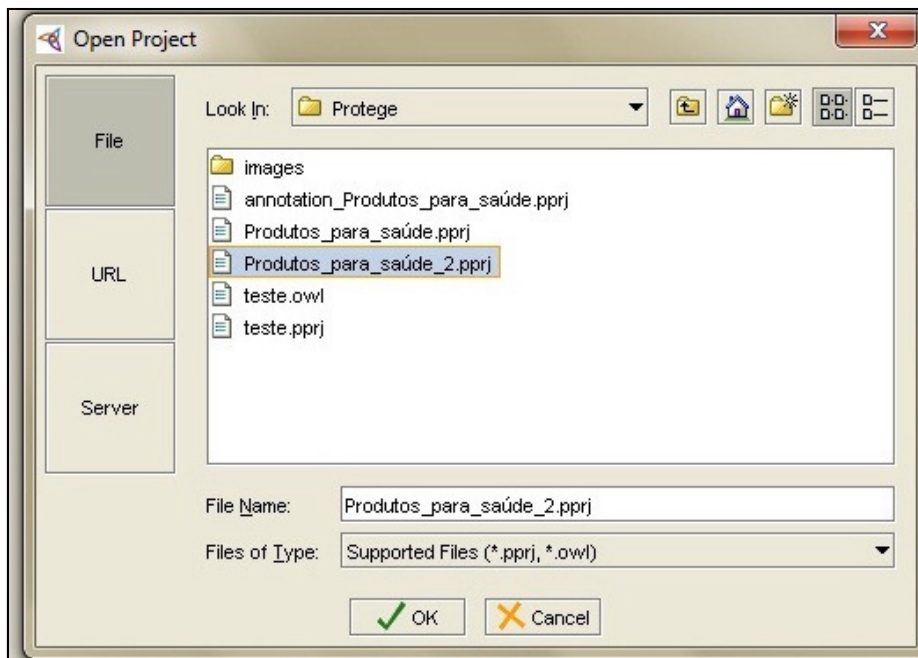 Open Project
File
URL
Server
Look In: Protege
images
annotation_Produtos_para_saúde.pprj
Produtos_para_saúde.pprj
Produtos_para_saúde_2.pprj
teste.owl
teste.pprj
File Name: Produtos_para_saúde_2.pprj
Files of Type: Supported Files (*.pprj, *.owl)
OK Cancel